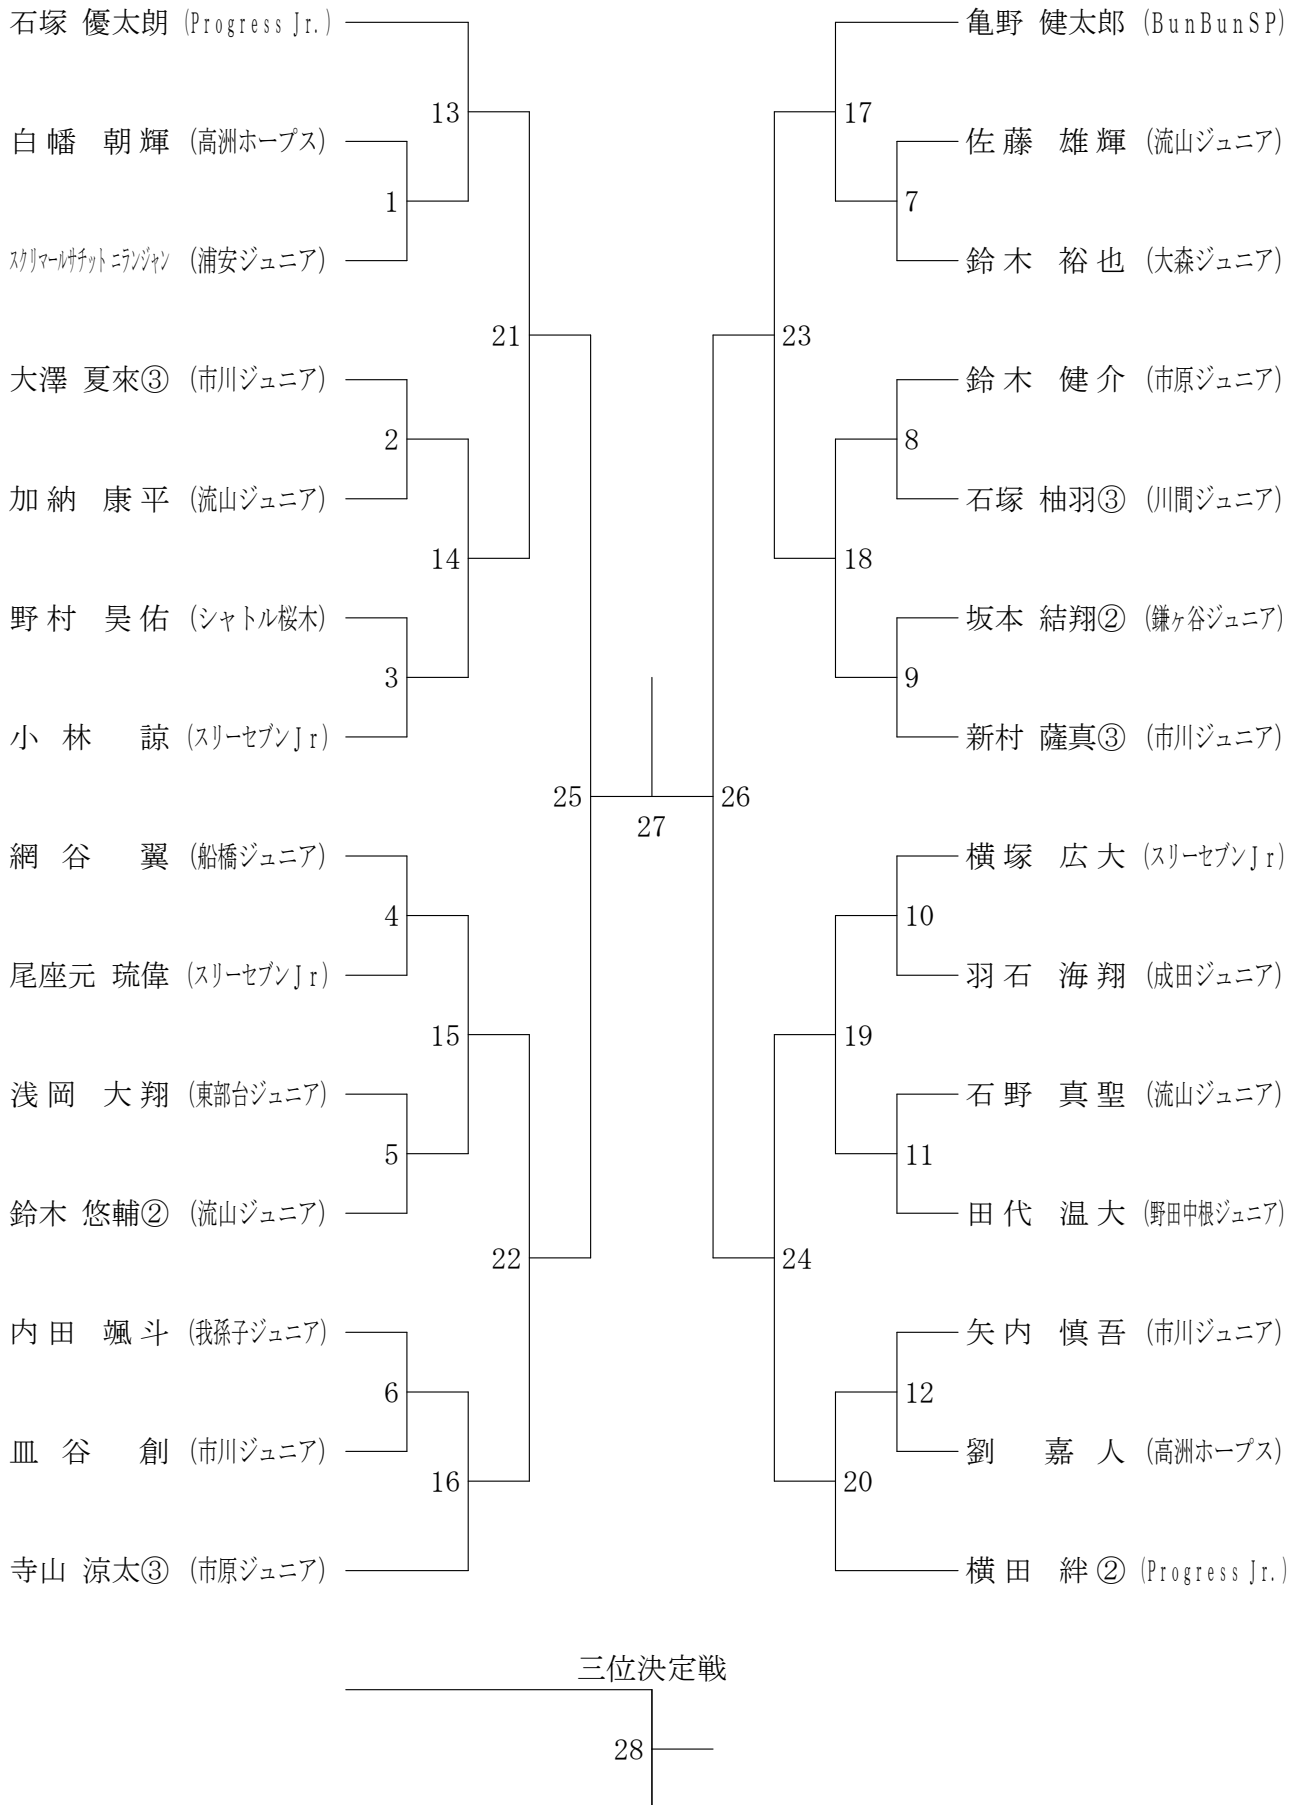 石塚 優太朗 (Progress Jr.)
13
白幡 朝輝 (高洲ホープス)
1
スクリマールサチット ニランジャン (浦安ジュニア)
21
大澤 夏來③ (市川ジュニア)
2
加納 康平 (流山ジュニア)
14
野村 昊佑 (シャトル桜木)
3
小林 諒 (スリーセブンJr)
25
網谷 翼 (船橋ジュニア)
4
尾座元 琉偉 (スリーセブンJr)
15
浅岡 大翔 (東部台ジュニア)
5
鈴木 悠輔② (流山ジュニア)
22
内田 颯斗 (我孫子ジュニア)
6
皿谷 創 (市川ジュニア)
16
寺山 涼太③ (市原ジュニア)
27
亀野 健太郎 (BunBunSP)
17
佐藤 雄輝 (流山ジュニア)
7
鈴木 裕也 (大森ジュニア)
23
鈴木 健介 (市原ジュニア)
8
石塚 柚羽③ (川間ジュニア)
18
坂本 結翔② (鎌ヶ谷ジュニア)
9
新村 薩真③ (市川ジュニア)
26
横塚 広大 (スリーセブンJr)
10
羽石 海翔 (成田ジュニア)
19
石野 真聖 (流山ジュニア)
11
田代 温大 (野田中根ジュニア)
24
矢内 慎吾 (市川ジュニア)
12
劉 嘉人 (高洲ホープス)
20
横田 絆② (Progress Jr.)
三位決定戦
28